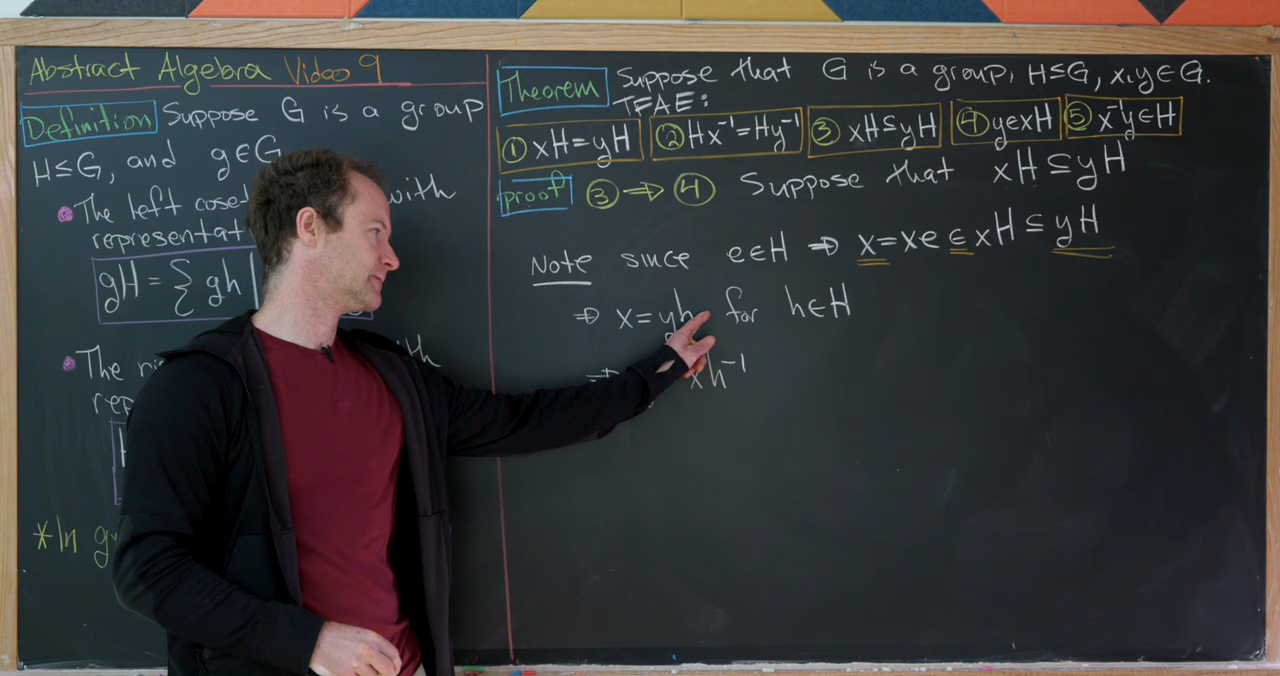 Abstract Algebra Video 9
Definition Suppose G is a group
H≤G, and g∈G
• The left coset with
representat
gH = { gh |
• The ri th
rep
H
*In g
Theorem Suppose that G is a group, H≤G, x,y∈G.
TFAE:
① xH=yH ② Hx⁻¹=Hy⁻¹ ③ xH⊆yH ④ y∈xH ⑤ x⁻¹y∈H
proof ③ ⇒ ④ Suppose that xH⊆yH
Note since e∈H ⇒ x=xe∈xH⊆yH
⇒ x=yh for h∈H
⇒ xh⁻¹